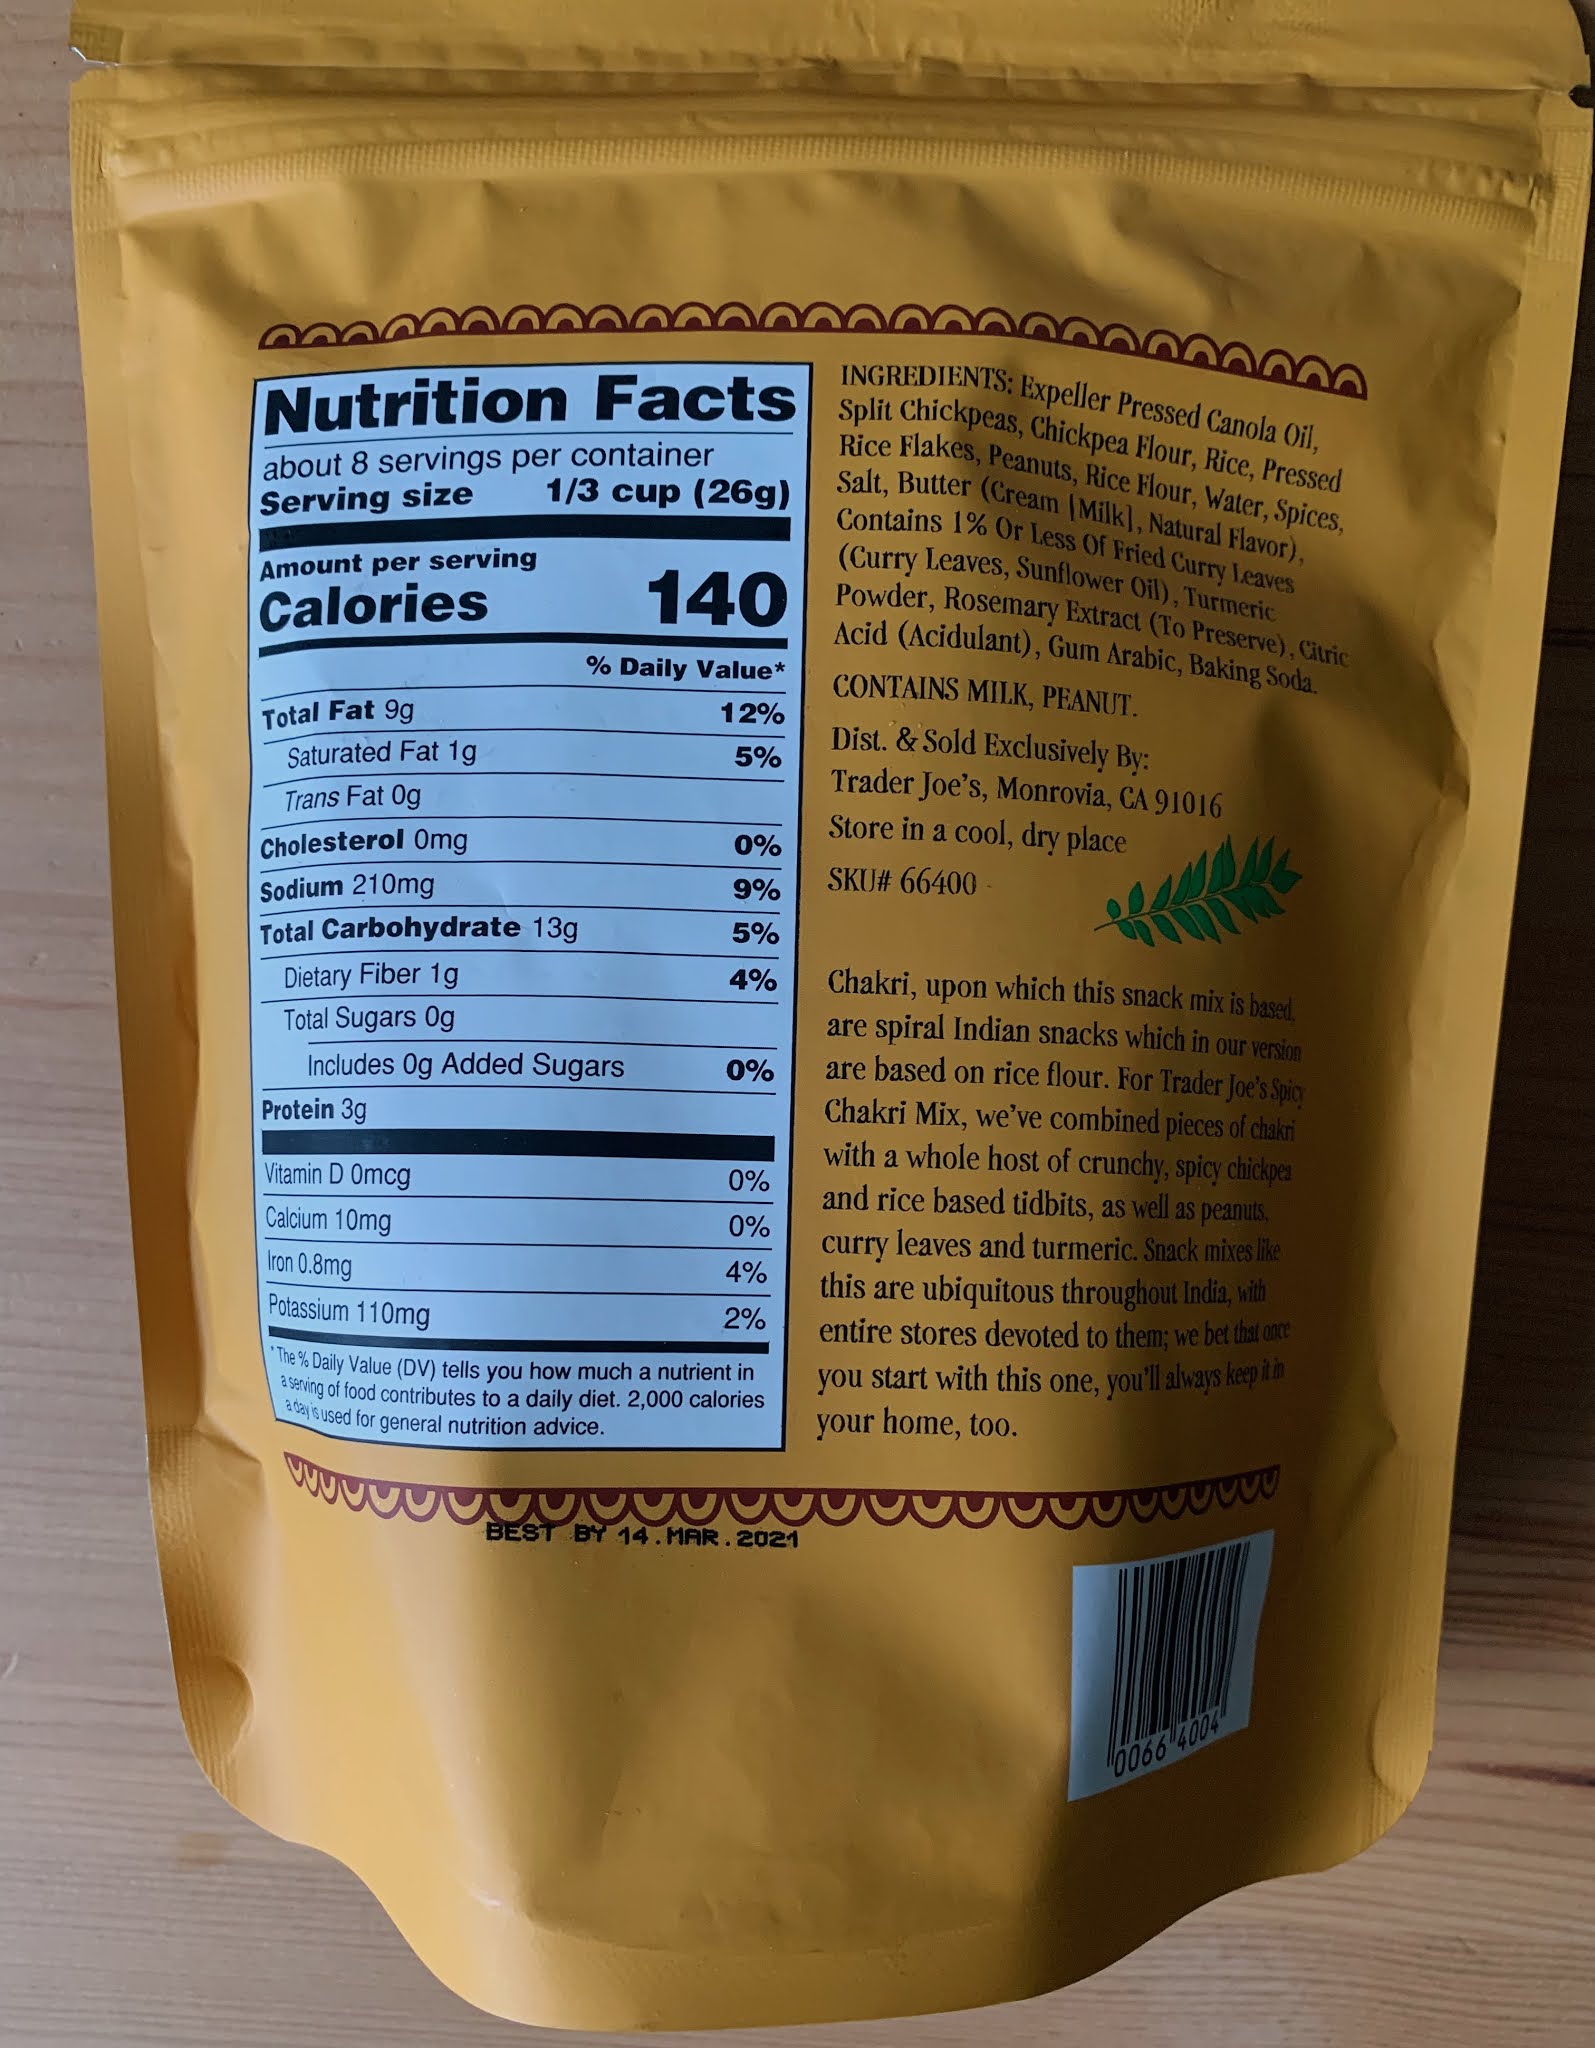 Nutrition Facts
about 8 servings per container
Serving size 1/3 cup (26g)
Amount per serving
Calories 140
% Daily Value*
Total Fat 9g 12%
Saturated Fat 1g 5%
Trans Fat 0g
Cholesterol 0mg 0%
Sodium 210mg 9%
Total Carbohydrate 13g 5%
Dietary Fiber 1g 4%
Total Sugars 0g
Includes 0g Added Sugars 0%
Protein 3g
Vitamin D 0mcg 0%
Calcium 10mg 0%
Iron 0.8mg 4%
Potassium 110mg 2%
* The % Daily Value (DV) tells you how much a nutrient in
a serving of food contributes to a daily diet. 2,000 calories
a day is used for general nutrition advice.
INGREDIENTS: Expeller Pressed Canola Oil,
Split Chickpeas, Chickpea Flour, Rice, Pressed
Rice Flakes, Peanuts, Rice Flour, Water, Spices,
Salt, Butter (Cream [Milk], Natural Flavor),
Contains 1% Or Less Of Fried Curry Leaves
(Curry Leaves, Sunflower Oil), Turmeric
Powder, Rosemary Extract (To Preserve), Citric
Acid (Acidulant), Gum Arabic, Baking Soda.
CONTAINS MILK, PEANUT.
Dist. & Sold Exclusively By:
Trader Joe's, Monrovia, CA 91016
Store in a cool, dry place
SKU# 66400
Chakri, upon which this snack mix is based,
are spiral Indian snacks which in our version
are based on rice flour. For Trader Joe's Spicy
Chakri Mix, we've combined pieces of chakri
with a whole host of crunchy, spicy chickpea
and rice based tidbits, as well as peanuts,
curry leaves and turmeric. Snack mixes like
this are ubiquitous throughout India, with
entire stores devoted to them; we bet that once
you start with this one, you'll always keep it in
your home, too.
BEST BY 14.MAR.2021
0066 4004